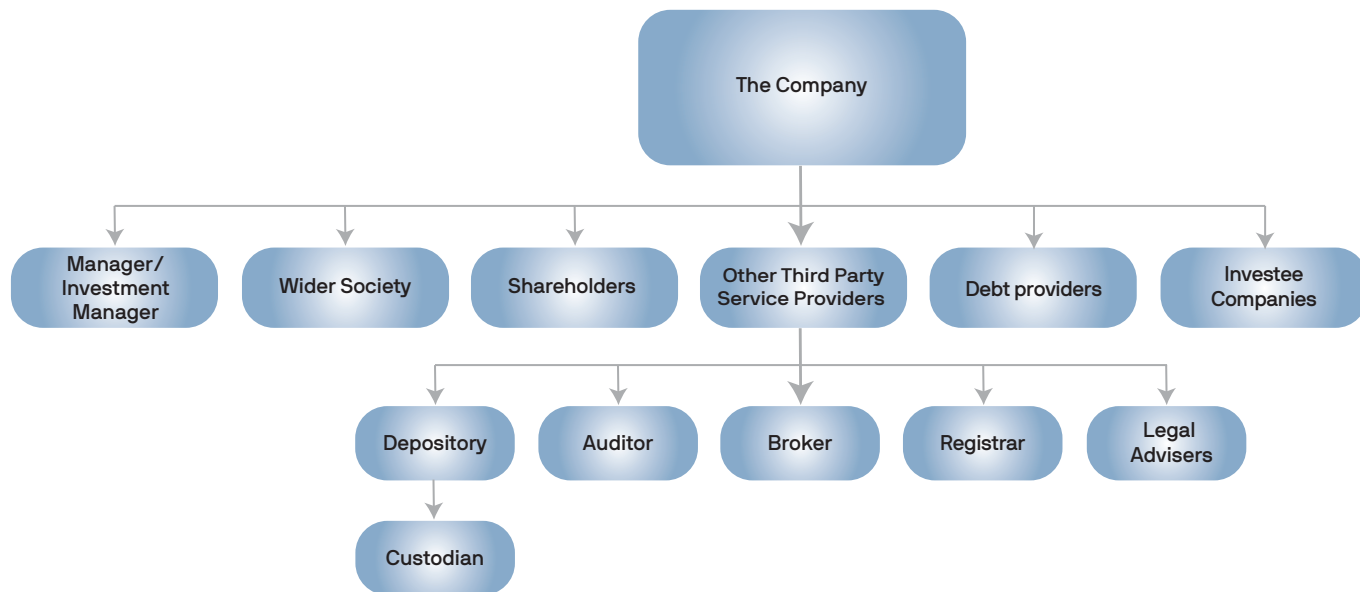 The Company
Manager/
Investment
Manager
Wider Society
Shareholders
Other Third Party
Service Providers
Debt providers
Investee
Companies
Depository
Auditor
Broker
Registrar
Legal
Advisers
Custodian